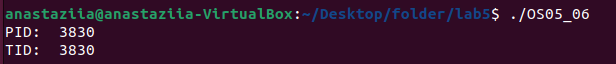 anastaziia@anastaziia-VirtualBox:~/Desktop/folder/lab5$ ./OS05_06
PID:  3830
TID:  3830